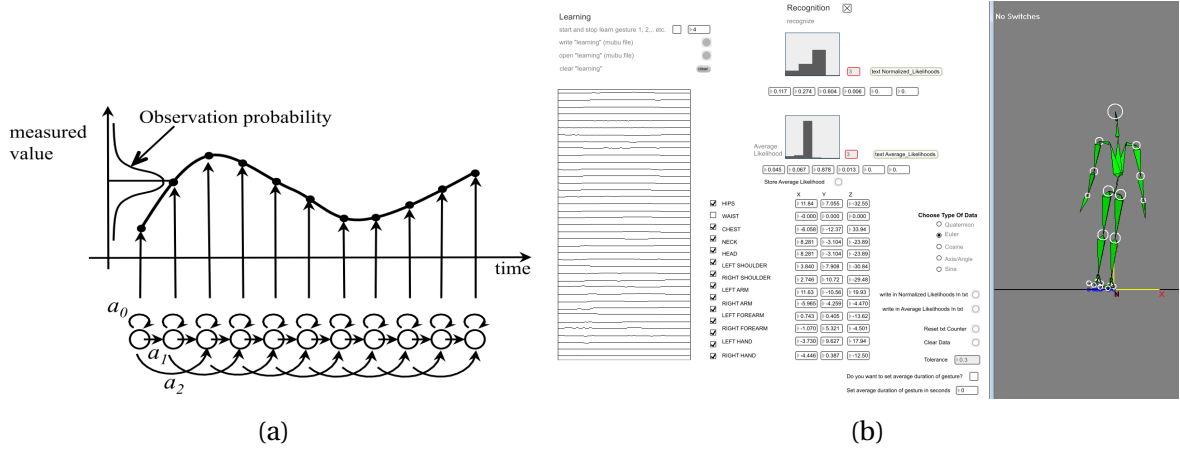 measured
value
Observation probability
time
a0
a1
a2
(a)
Learning
start and stop learn gesture 1, 2,.. etc. 4
write "learning" (mubu file)
open "learning" (mubu file)
clear "learning" clear
Recognition
recognize
3 text Normalized_Likelihoods
0.117 0.274 0.604 0.006 0. 0.
Average
Likelihood
3 text Average_Likelihoods
0.045 0.067 0.878 0.013 0. 0.
Store Average Likelihood
X Y Z
HIPS 11.84 7.055 -32.55
WAIST -0.000 0.000 0.000
CHEST -6.058 -12.37 33.94
NECK 8.281 -3.104 -23.89
HEAD 8.281 -3.104 -23.89
LEFT SHOULDER 3.840 7.908 -30.84
RIGHT SHOULDER 2.746 10.72 -29.48
LEFT ARM 11.63 -10.56 19.93
RIGHT ARM -5.965 -4.259 -4.470
LEFT FOREARM 0.743 0.405 -13.62
RIGHT FOREARM -1.070 5.321 -4.501
LEFT HAND -3.730 9.627 17.94
RIGHT HAND -4.446 0.387 -12.50
Choose Type Of Data
Quaternion
Euler
Cosine
Axis/Angle
Sine
write in Normalized Likelihoods In txt
write in Average Likelihoods In txt
Reset txt Counter
Clear Data
Tolerance 0.3
Do you want to set average duration of gesture?
Set average duration of gesture in seconds 0
No Switches
X
(b)